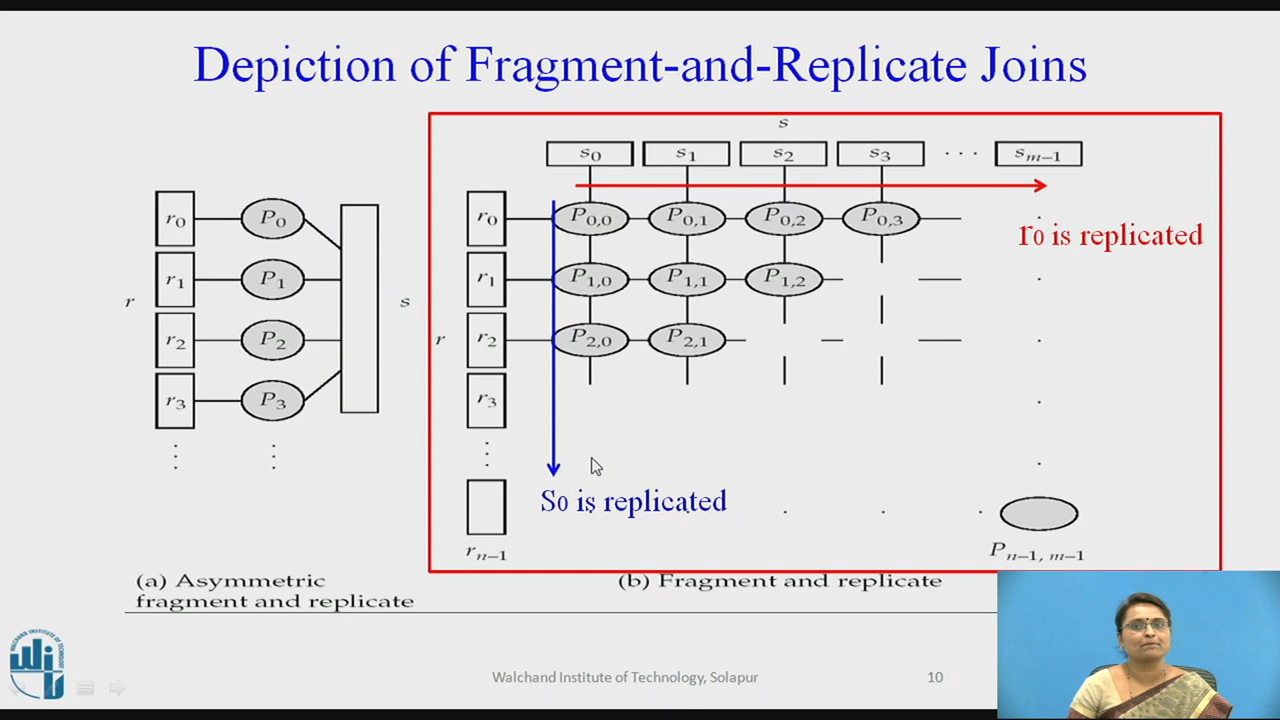 Depiction of Fragment-and-Replicate Joins
s
s0 s1 s2 s3 · · · sm–1
r0 P0 r0 P0,0 P0,1 P0,2 P0,3
r0 is replicated
r1 P1 r1 P1,0 P1,1 P1,2
r s r
r2 P2 r2 P2,0 P2,1
r3 P3 r3
S0 is replicated
rn–1 Pn–1, m–1
(a) Asymmetric
fragment and replicate
(b) Fragment and replicate
Walchand Institute of Technology, Solapur 10